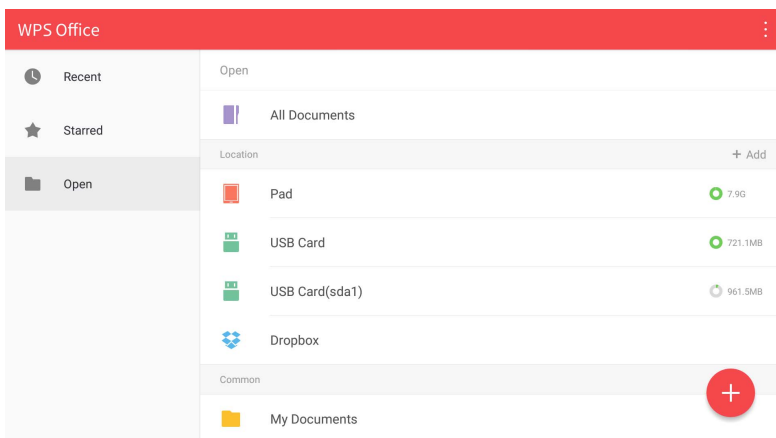 WPS Office
Recent
Starred
Open
Open
All Documents
Location
+ Add
Pad
7.9G
USB Card
721.1MB
USB Card(sda1)
961.5MB
Dropbox
Common
My Documents